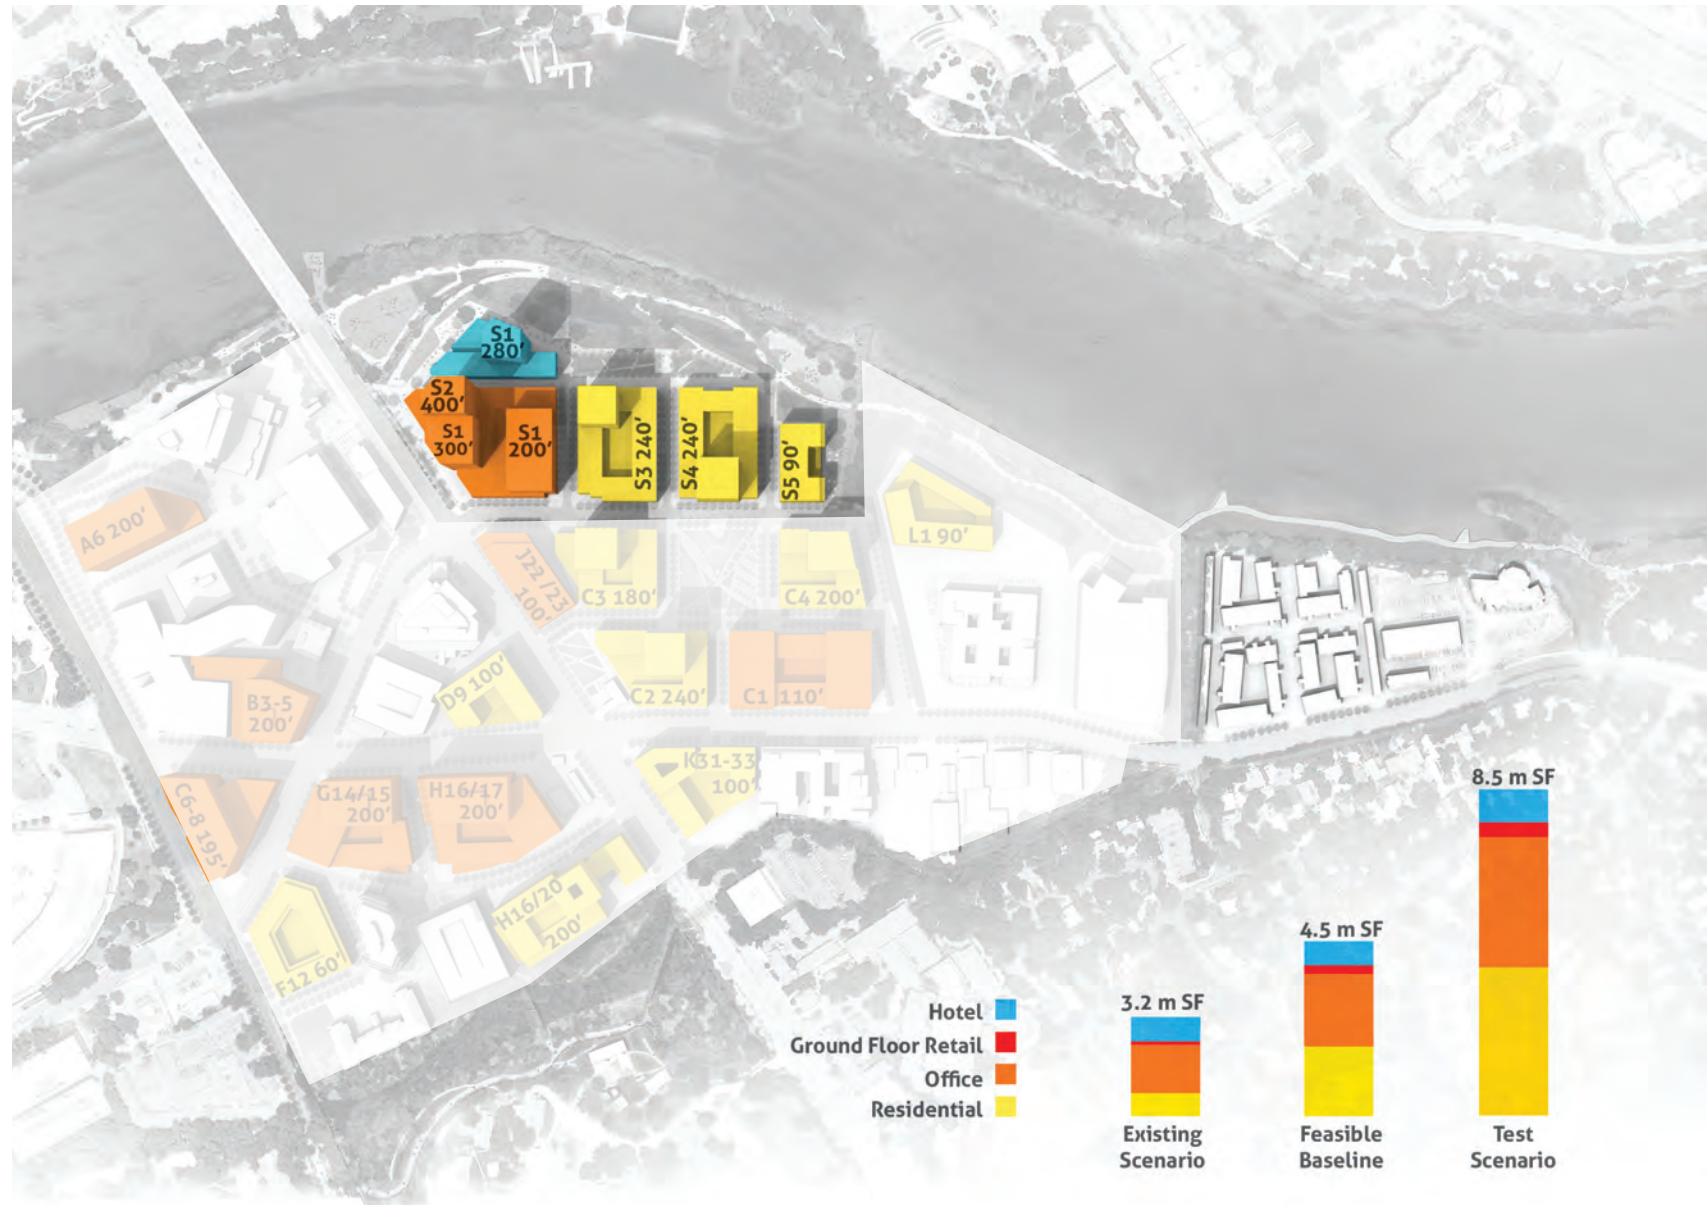 S1
280'
S2
400'
S1
300'
S1
200'
S3 240'
S4 240'
S5 90'
A6 200'
J22/23
100'
C3 180'
C4 200'
L1 90'
B3-5
200'
D9 100'
C2 240'
C1 110'
C6-8 195'
G14/15
200'
H16/17
200'
K31-33
100'
F12 60'
H16/20
200'
Hotel
Ground Floor Retail
Office
Residential
3.2 m SF
4.5 m SF
8.5 m SF
Existing
Scenario
Feasible
Baseline
Test
Scenario